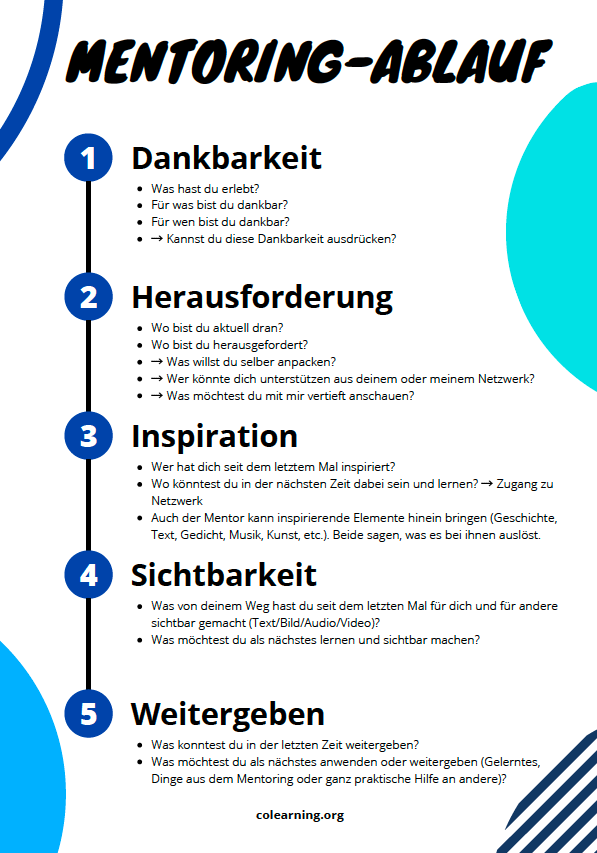 MENTORING-ABLAUF
1
Dankbarkeit
• Was hast du erlebt?
• Für was bist du dankbar?
• Für wen bist du dankbar?
• → Kannst du diese Dankbarkeit ausdrücken?
2
Herausforderung
• Wo bist du aktuell dran?
• Wo bist du herausgefordert?
• → Was willst du selber anpacken?
• → Wer könnte dich unterstützen aus deinem oder meinem Netzwerk?
• → Was möchtest du mit mir vertieft anschauen?
3
Inspiration
• Wer hat dich seit dem letztem Mal inspiriert?
• Wo könntest du in der nächsten Zeit dabei sein und lernen? → Zugang zu
Netzwerk
• Auch der Mentor kann inspirierende Elemente hinein bringen (Geschichte,
Text, Gedicht, Musik, Kunst, etc.). Beide sagen, was es bei ihnen auslöst.
4
Sichtbarkeit
• Was von deinem Weg hast du seit dem letzten Mal für dich und für andere
sichtbar gemacht (Text/Bild/Audio/Video)?
• Was möchtest du als nächstes lernen und sichtbar machen?
5
Weitergeben
• Was konntest du in der letzten Zeit weitergeben?
• Was möchtest du als nächstes anwenden oder weitergeben (Gelerntes,
Dinge aus dem Mentoring oder ganz praktische Hilfe an andere)?
colearning.org